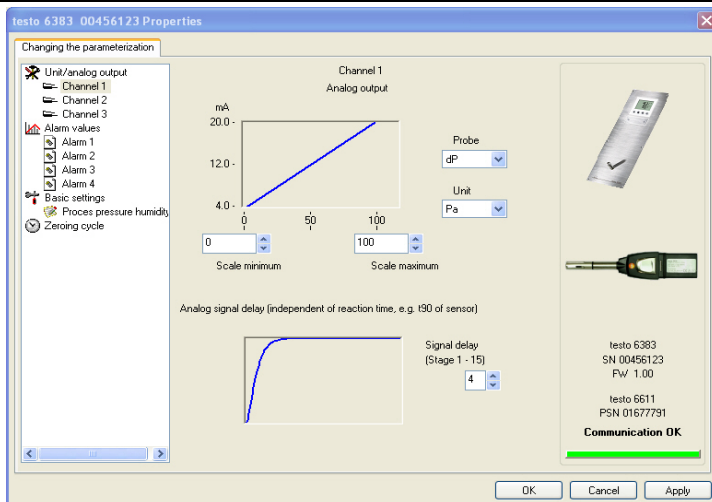 testo 6383 00456123 Properties
Changing the parameterization
Unit/analog output
Channel 1
Channel 2
Channel 3
Alarm values
Alarm 1
Alarm 2
Alarm 3
Alarm 4
Basic settings
Proces pressure humidity
Zeroing cycle
Channel 1
Analog output
mA
20.0 -
12.0 -
4.0 -
0 50 100
0 100
Scale minimum Scale maximum
Probe
dP
Unit
Pa
Analog signal delay (independent of reaction time, e.g. t90 of sensor)
Signal delay
(Stage 1 - 15)
4
testo 6383
SN 00456123
FW 1.00
testo 6611
PSN 01677791
Communication OK
OK Cancel Apply